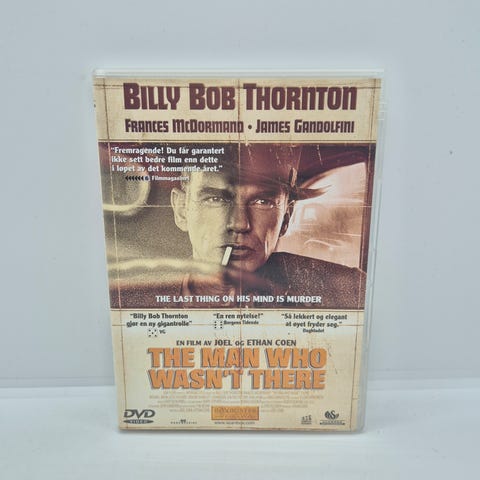 BILLY BOB THORNTON
FRANCES MCDORMAND • JAMES GANDOLFINI
"Fremragende! Du får garantert
ikke sett bedre film enn dette
i løpet av det kommende året."
Filmmagasinet
THE LAST THING ON HIS MIND IS MURDER
"Billy Bob Thornton
gjør en ny gigantrolle"
VG
"En ren nytelse!"
Bergens Tidende
"Så lekkert og elegant
at øyet fryder seg."
Dagbladet
EN FILM AV JOEL OG ETHAN COEN
THE MAN WHO
WASN'T THERE
DVD
VIDEO